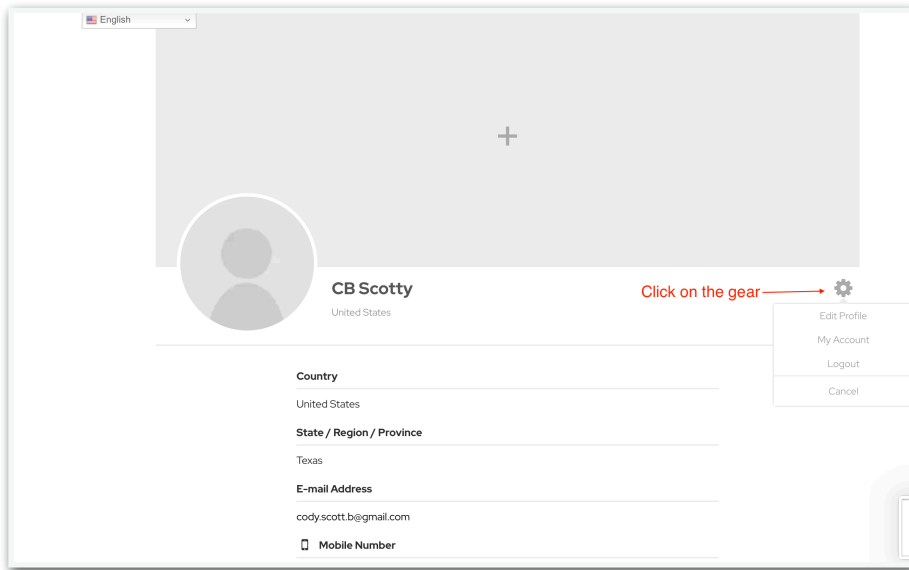 English
CB Scotty
United States
Click on the gear
Edit Profile
My Account
Logout
Cancel
Country
United States
State / Region / Province
Texas
E-mail Address
cody.scott.b@gmail.com
Mobile Number